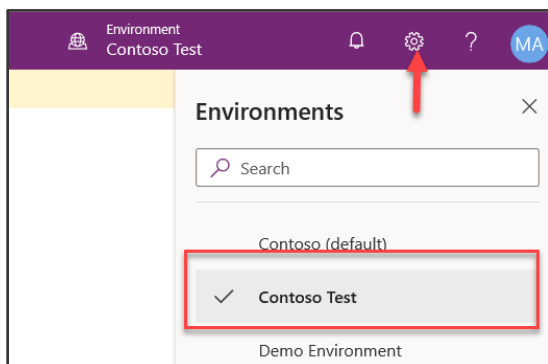 Environment
Contoso Test
?
MA
Environments
Search
Contoso (default)
Contoso Test
Demo Environment